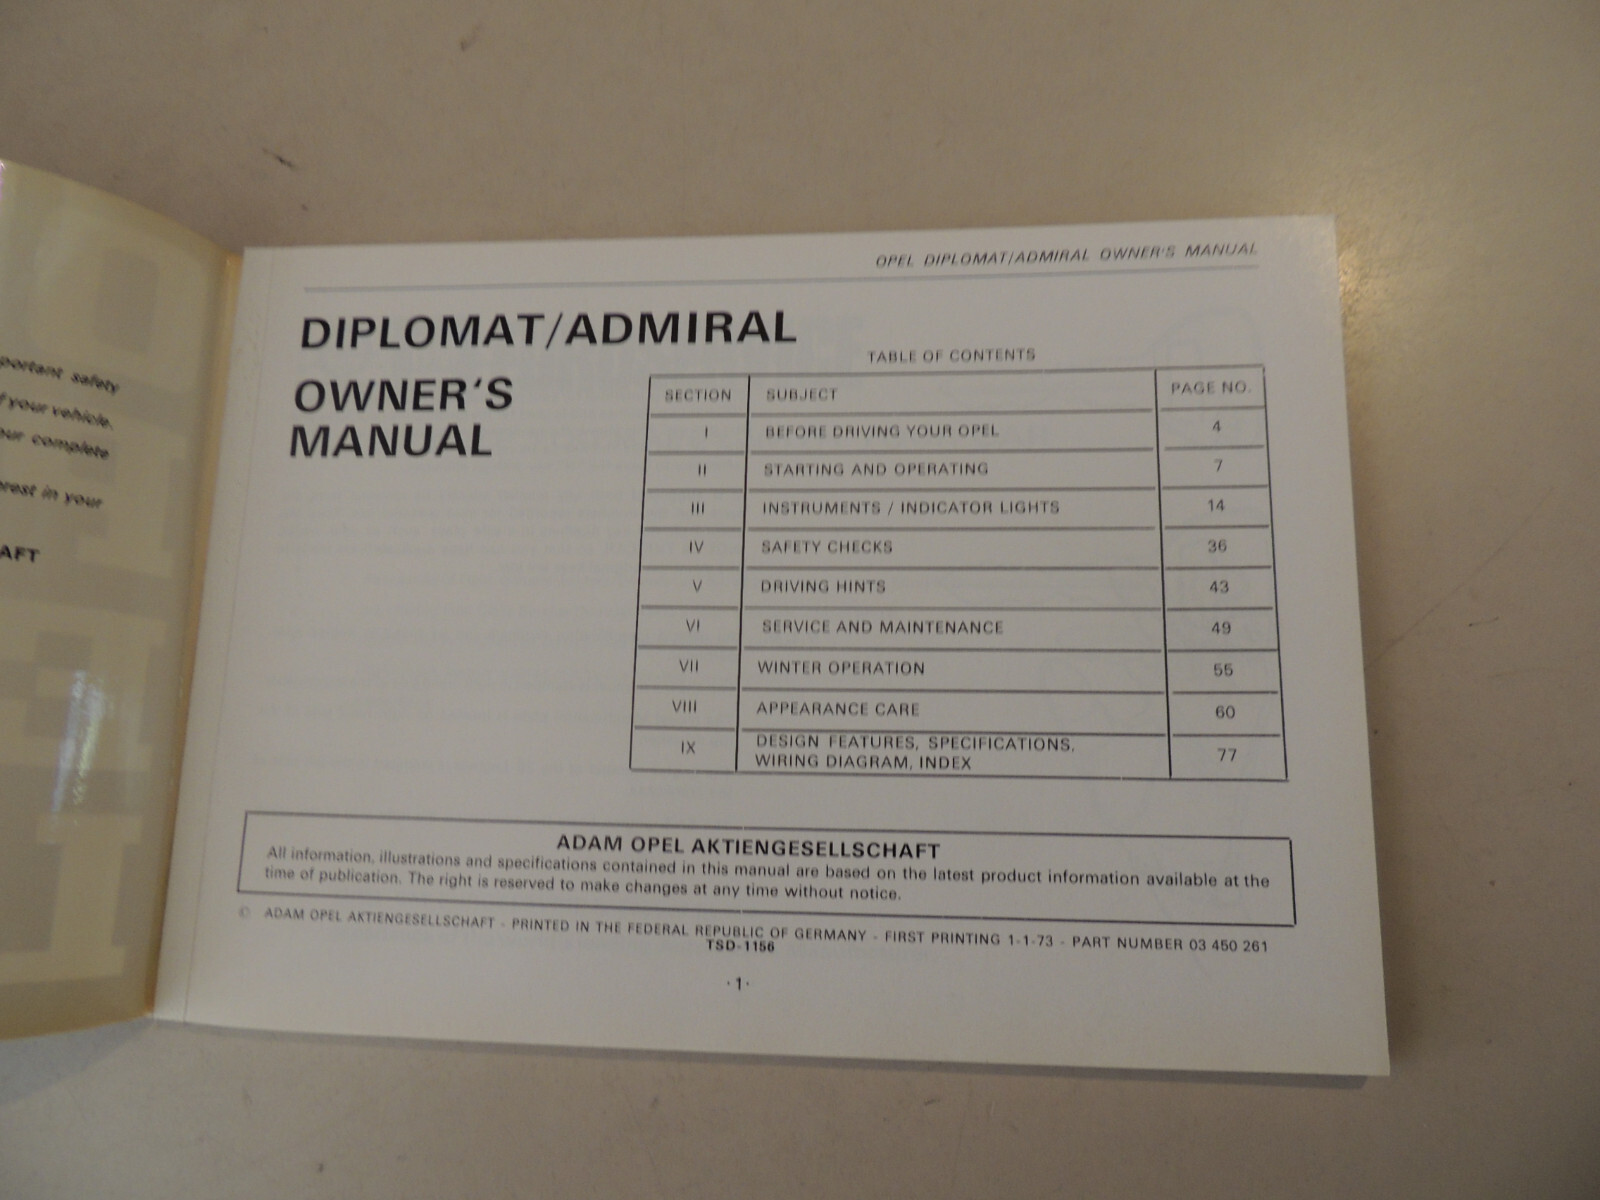 portant safety
your vehicle.
our complete
rest in your
AFT
OPEL DIPLOMAT/ADMIRAL OWNER'S MANUAL
DIPLOMAT/ADMIRAL
OWNER'S
MANUAL
TABLE OF CONTENTS
SECTION SUBJECT PAGE NO.
I BEFORE DRIVING YOUR OPEL 4
II STARTING AND OPERATING 7
III INSTRUMENTS / INDICATOR LIGHTS 14
IV SAFETY CHECKS 36
V DRIVING HINTS 43
VI SERVICE AND MAINTENANCE 49
VII WINTER OPERATION 55
VIII APPEARANCE CARE 60
IX DESIGN FEATURES, SPECIFICATIONS, 77
WIRING DIAGRAM, INDEX
ADAM OPEL AKTIENGESELLSCHAFT
All information, illustrations and specifications contained in this manual are based on the latest product information available at the
time of publication. The right is reserved to make changes at any time without notice.
© ADAM OPEL AKTIENGESELLSCHAFT - PRINTED IN THE FEDERAL REPUBLIC OF GERMANY - FIRST PRINTING 1-1-73 - PART NUMBER 03 450 261
TSD-1156
·1·